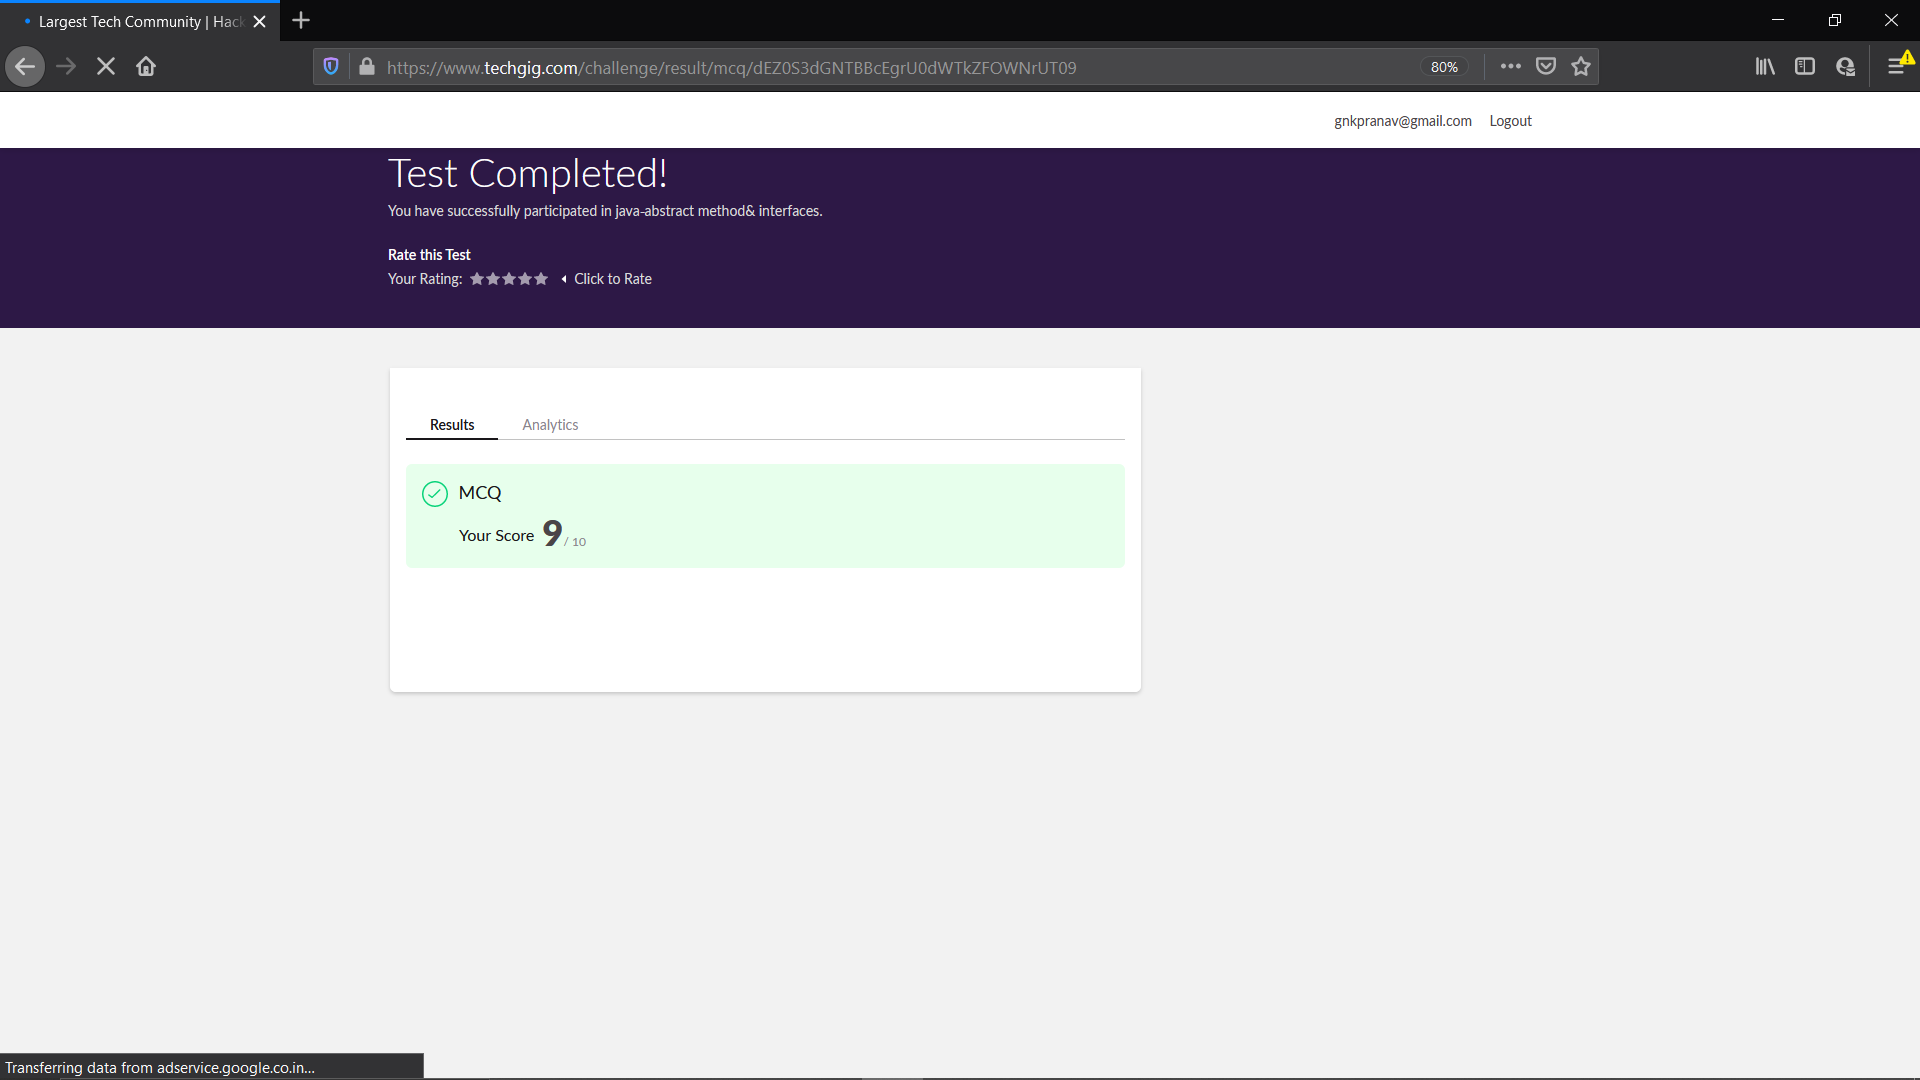 Largest Tech Community | Hack
https://www.techgig.com/challenge/result/mcq/dEZ0S3dGNTBBcEgrU0dWTkZFOWNrUT09
80%
gnkpranav@gmail.com Logout
Test Completed!
You have successfully participated in java-abstract method& interfaces.
Rate this Test
Your Rating: Click to Rate
Results Analytics
MCQ
Your Score 9 / 10
Transferring data from adservice.google.co.in...